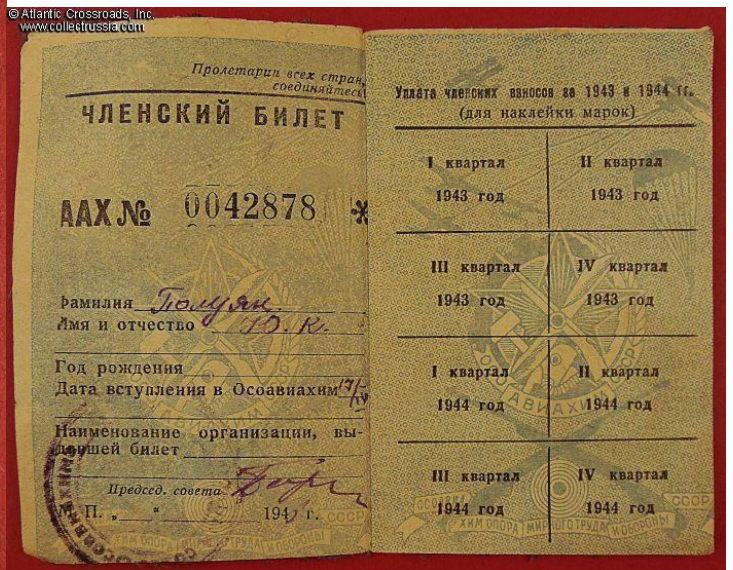 © Atlantic Crossroads, Inc.
www.collectrussia.com
Пролетарии всех стран,
соединяйтесь
ЧЛЕНСКИЙ БИЛЕТ
ААХ № 0042878 *
Фамилия Полуян
Имя и отчество Ю. К.
Год рождения
Дата вступления в Осоавиахим 17/IV
Наименование организации, вы-
давшей билет
Председ. совета
М. П. „ “ 194 г.
Уплата членских взносов за 1943 и 1944 гг.
(для наклейки марок)
I квартал
1943 год
II квартал
1943 год
III квартал
1943 год
IV квартал
1943 год
I квартал
1944 год
II квартал
1944 год
III квартал
1944 год
IV квартал
1944 год
ОСОАВИАХИМ СССР
ОСОАВИА
ХИМ ОПОРА МИРНОГО ТРУДА И ОБОРОНЫ
СССР